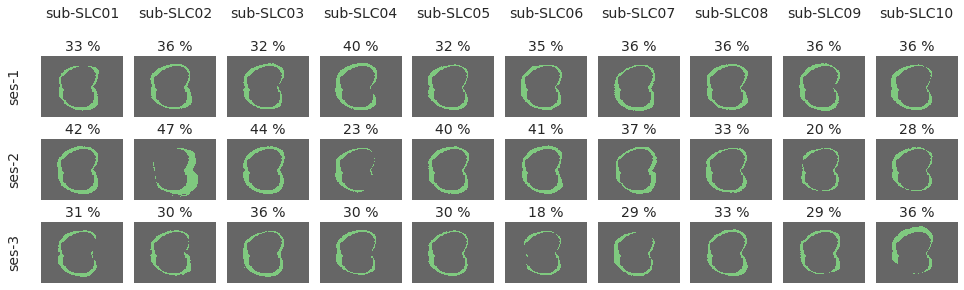 sub-SLC01 sub-SLC02 sub-SLC03 sub-SLC04 sub-SLC05 sub-SLC06 sub-SLC07 sub-SLC08 sub-SLC09 sub-SLC10
33 % 36 % 32 % 40 % 32 % 35 % 36 % 36 % 36 % 36 %
ses-1
42 % 47 % 44 % 23 % 40 % 41 % 37 % 33 % 20 % 28 %
ses-2
31 % 30 % 36 % 30 % 30 % 18 % 29 % 33 % 29 % 36 %
ses-3